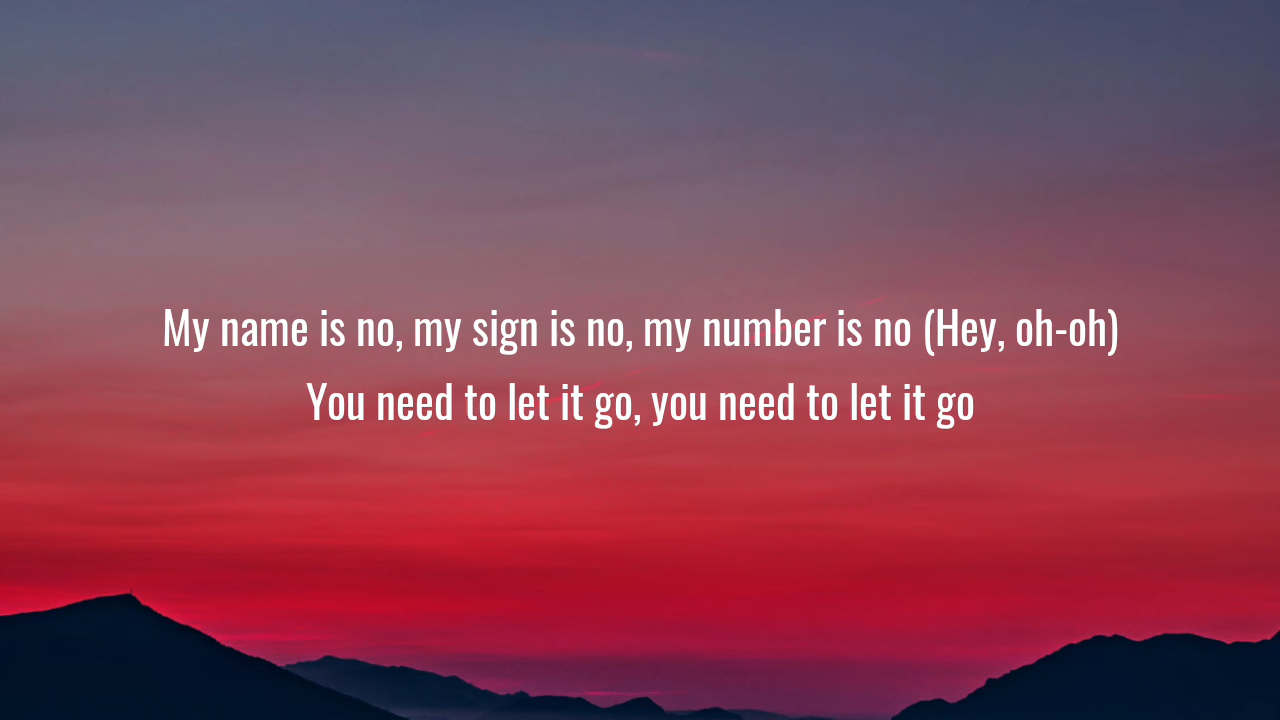 My name is no, my sign is no, my number is no (Hey, oh-oh)
You need to let it go, you need to let it go